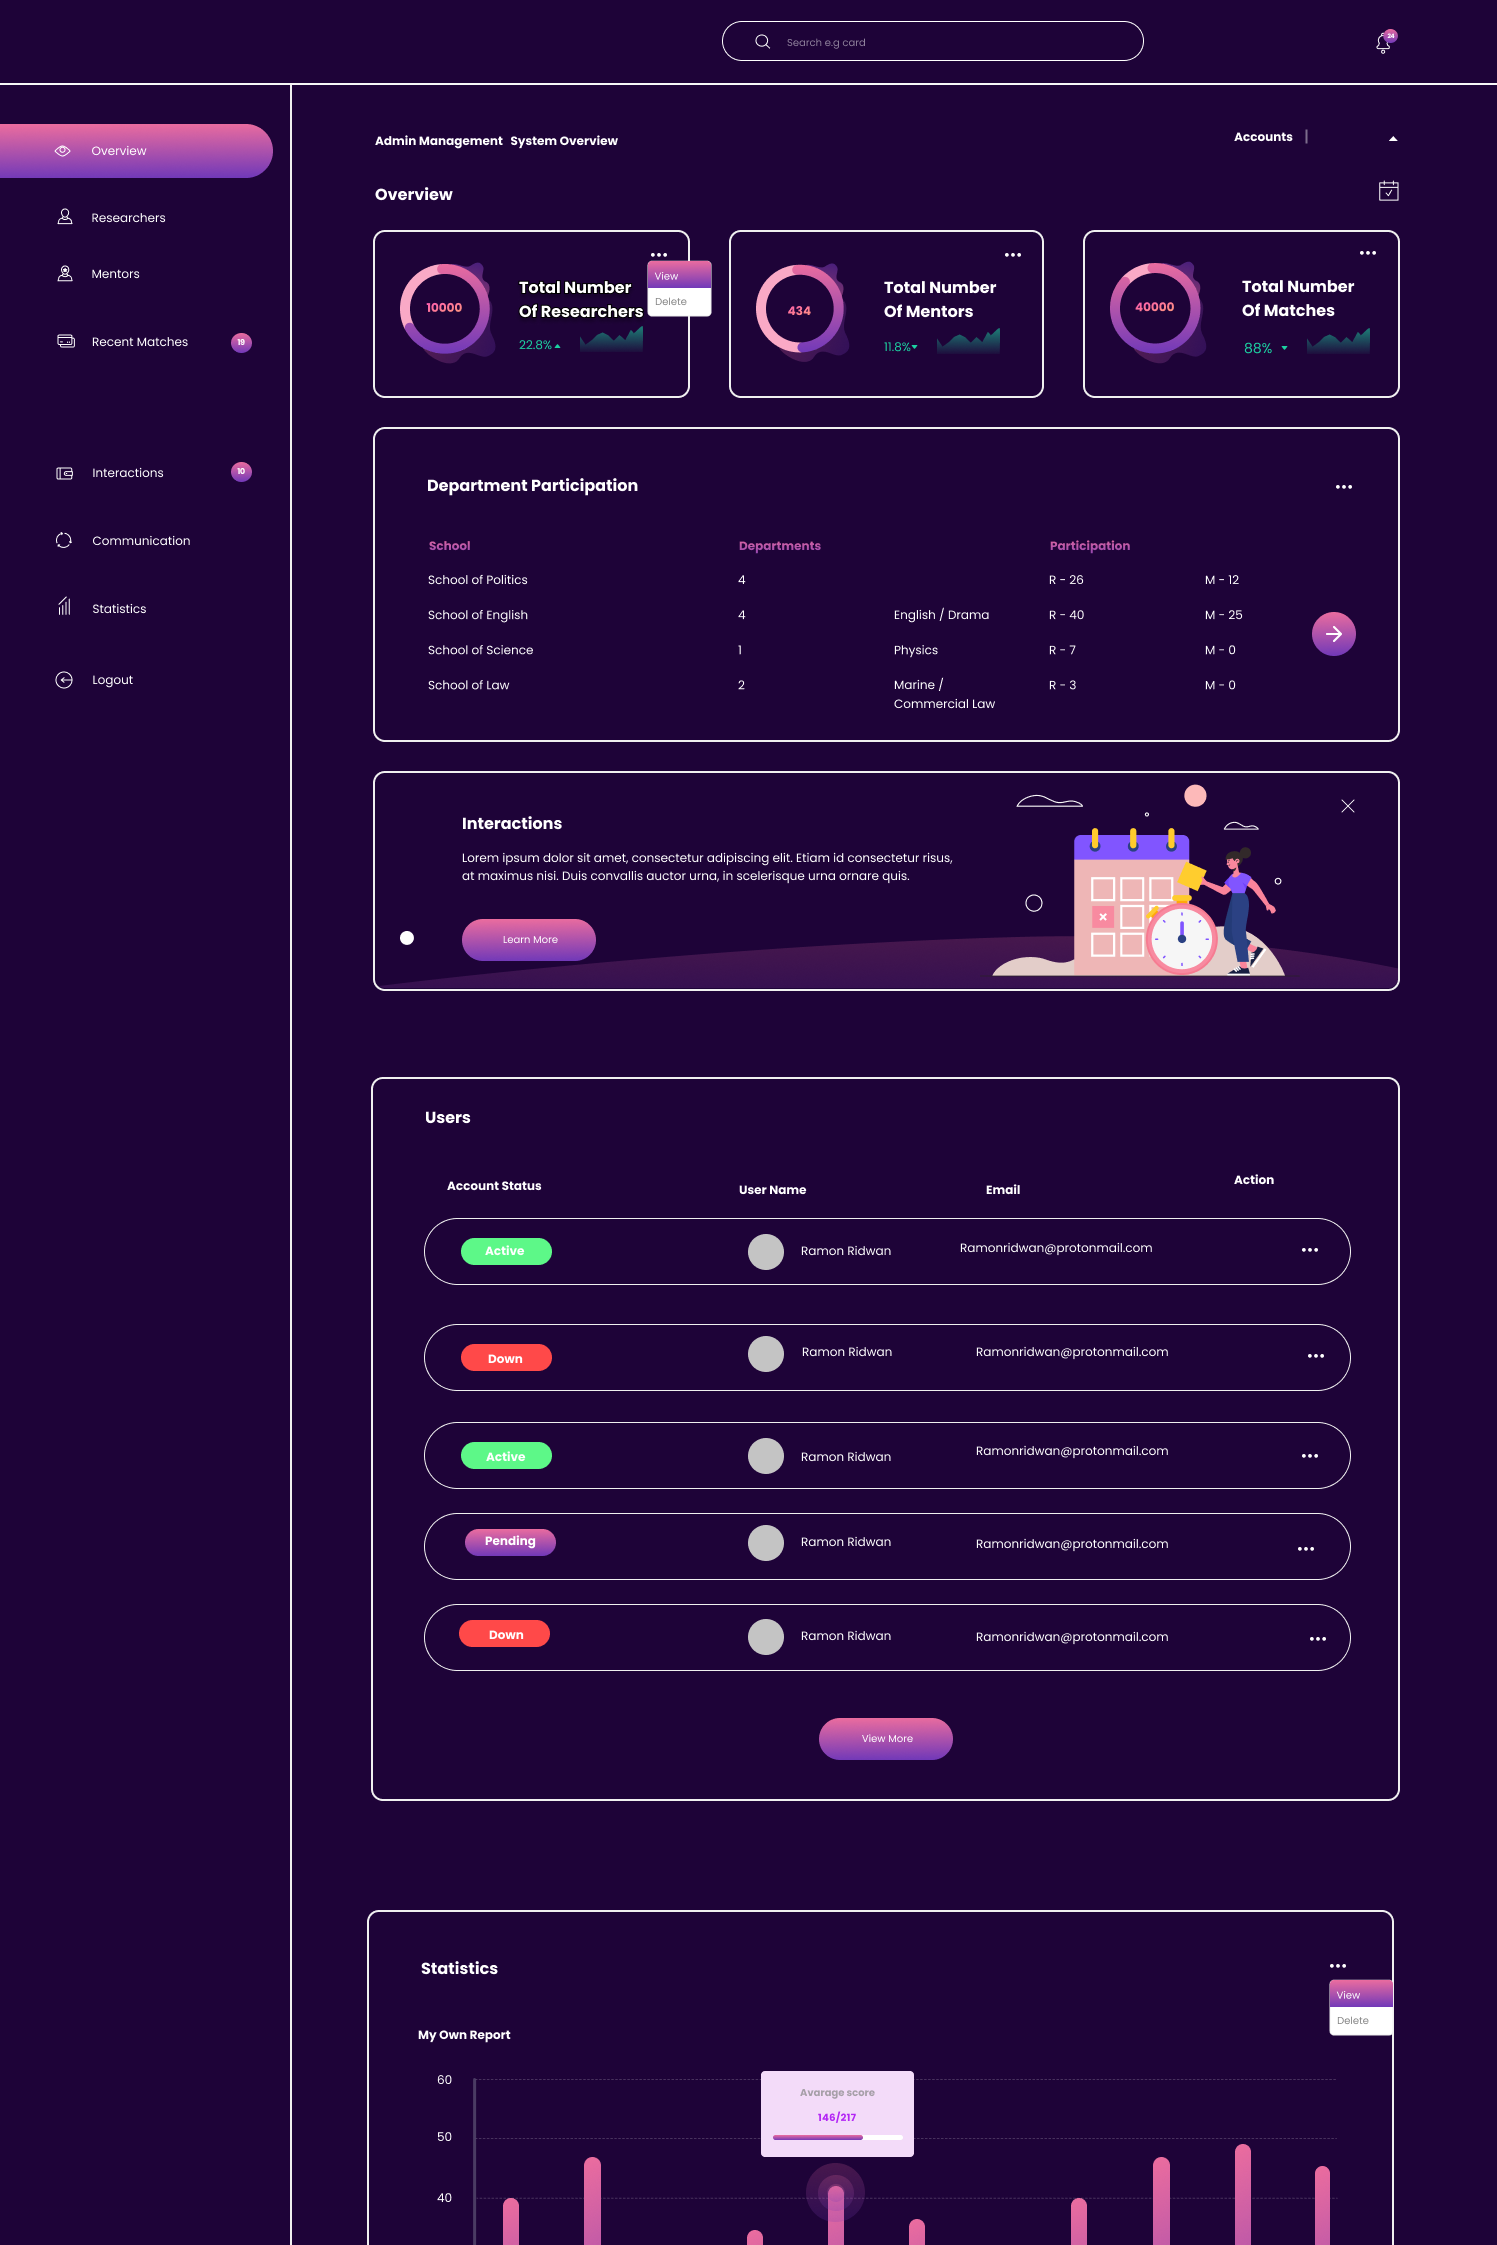 Search e.g card
24
Overview
Researchers
Mentors
Recent Matches
19
Interactions
10
Communication
Statistics
Logout
Admin Management System Overview
Accounts |
Overview
10000
Total Number
Of Researchers
22.8%
View
Delete
434
Total Number
Of Mentors
11.8%
40000
Total Number
Of Matches
88%
Department Participation
School Departments Participation
School of Politics 4 R - 26 M - 12
School of English 4 English / Drama R - 40 M - 25
School of Science 1 Physics R - 7 M - 0
School of Law 2 Marine / R - 3 M - 0
Commercial Law
Interactions
Lorem ipsum dolor sit amet, consectetur adipiscing elit. Etiam id consectetur risus,
at maximus nisi. Duis convallis auctor urna, in scelerisque urna ornare quis.
Learn More
Users
Account Status User Name Email Action
Active Ramon Ridwan Ramonridwan@protonmail.com
Down Ramon Ridwan Ramonridwan@protonmail.com
Active Ramon Ridwan Ramonridwan@protonmail.com
Pending Ramon Ridwan Ramonridwan@protonmail.com
Down Ramon Ridwan Ramonridwan@protonmail.com
View More
Statistics
View
Delete
My Own Report
60
Avarage score
146/217
50
40